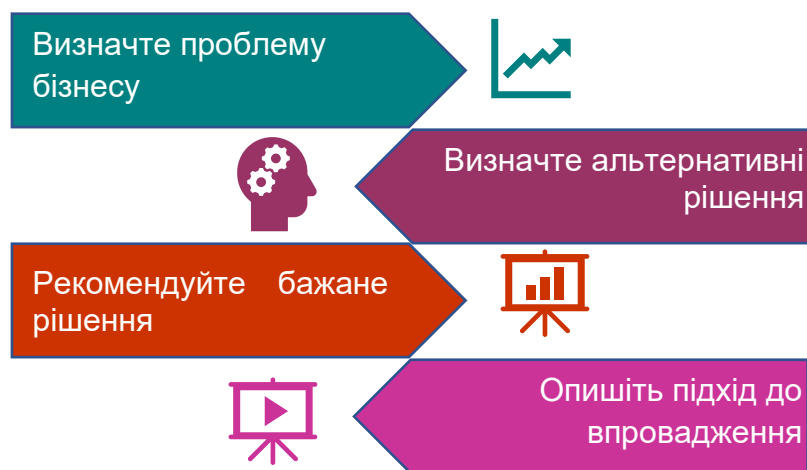 Визначте проблему
бізнесу
Визначте альтернативні
рішення
Рекомендуйте бажане
рішення
Опишіть підхід до
впровадження